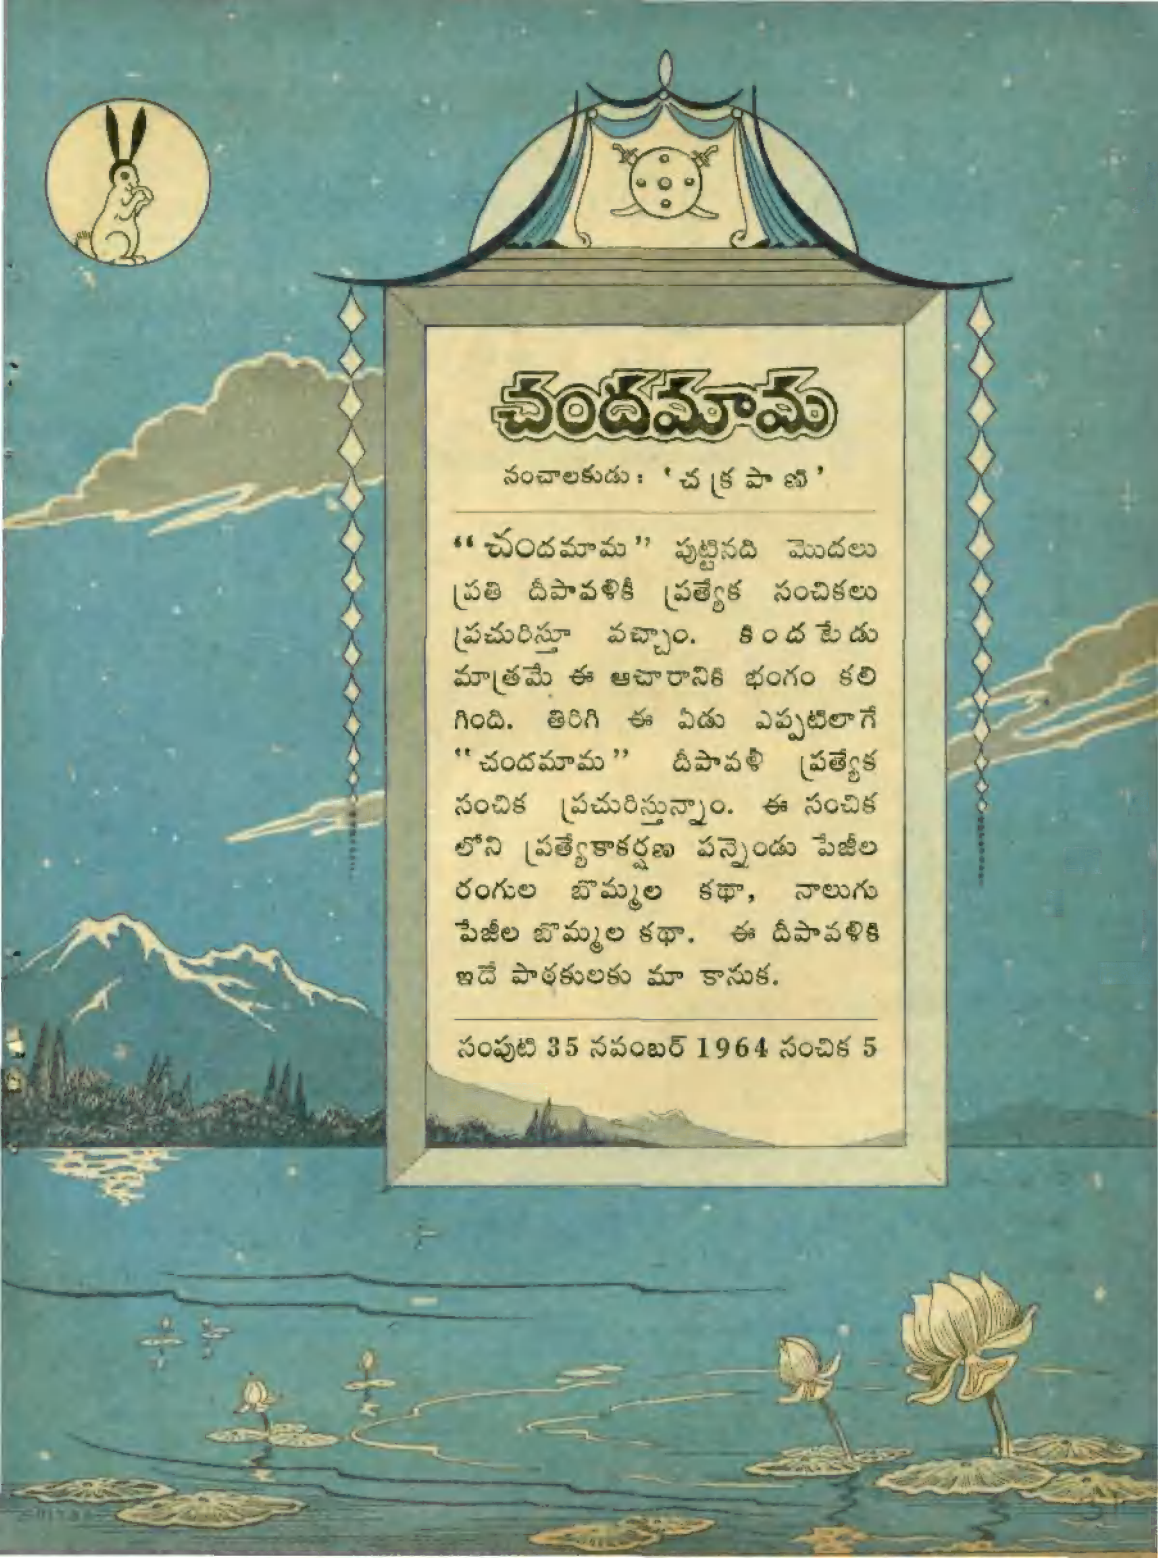 చందమామ
సంచాలకుడు : ‘చక్రపాణి’
“చందమామ” పుట్టినది మొదలు
ప్రతి దీపావళికీ ప్రత్యేక సంచికలు
ప్రచురిస్తూ వచ్చాం. కిందటేడు
మాత్రమే ఈ ఆచారానికి భంగం కలి
గింది. తిరిగి ఈ ఏడు ఎప్పటిలాగే
“చందమామ” దీపావళీ ప్రత్యేక
సంచిక ప్రచురిస్తున్నాం. ఈ సంచిక
లోని ప్రత్యేకాకర్షణ పన్నెండు పేజీల
రంగుల బొమ్మల కథా, నాలుగు
పేజీల బొమ్మల కథా. ఈ దీపావళికి
ఇదే పాఠకులకు మా కానుక.
సంపుటి 35 నవంబర్ 1964 సంచిక 5